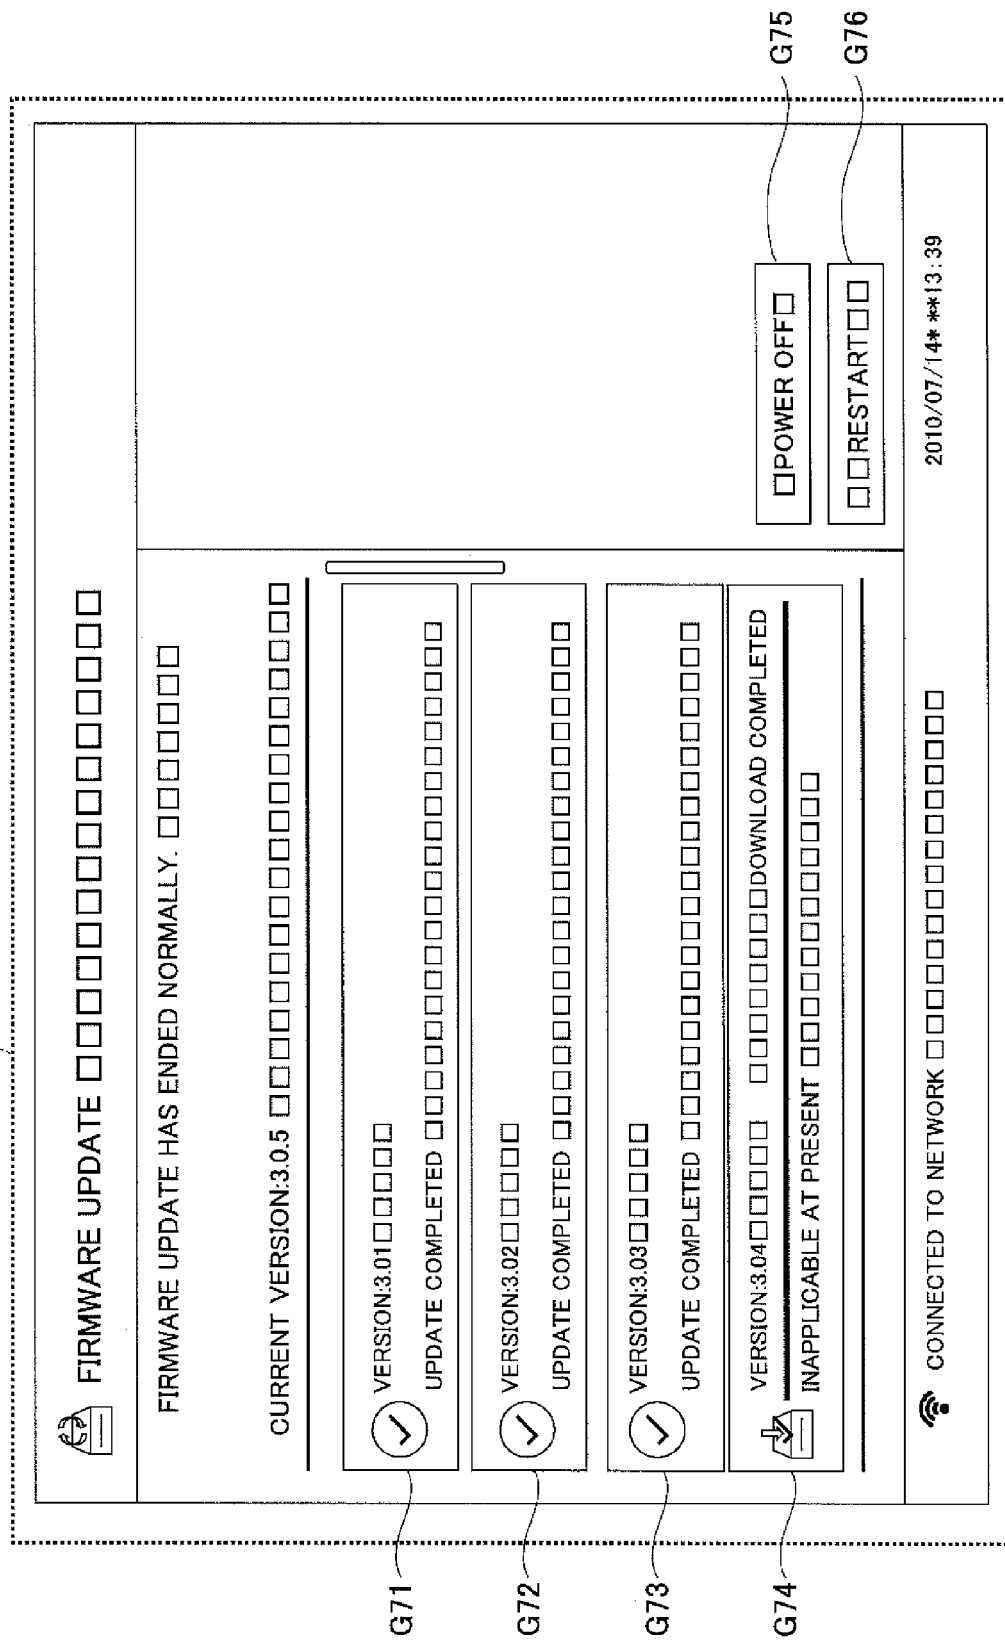 FIRMWARE UPDATE
FIRMWARE UPDATE HAS ENDED NORMALLY.
CURRENT VERSION:3.0.5
G71
VERSION:3.01
UPDATE COMPLETED
G72
VERSION:3.02
UPDATE COMPLETED
G73
VERSION:3.03
UPDATE COMPLETED
G74
VERSION:3.04 DOWNLOAD COMPLETED
INAPPLICABLE AT PRESENT
POWER OFF
G75
RESTART
G76
CONNECTED TO NETWORK
2010/07/14* **13:39